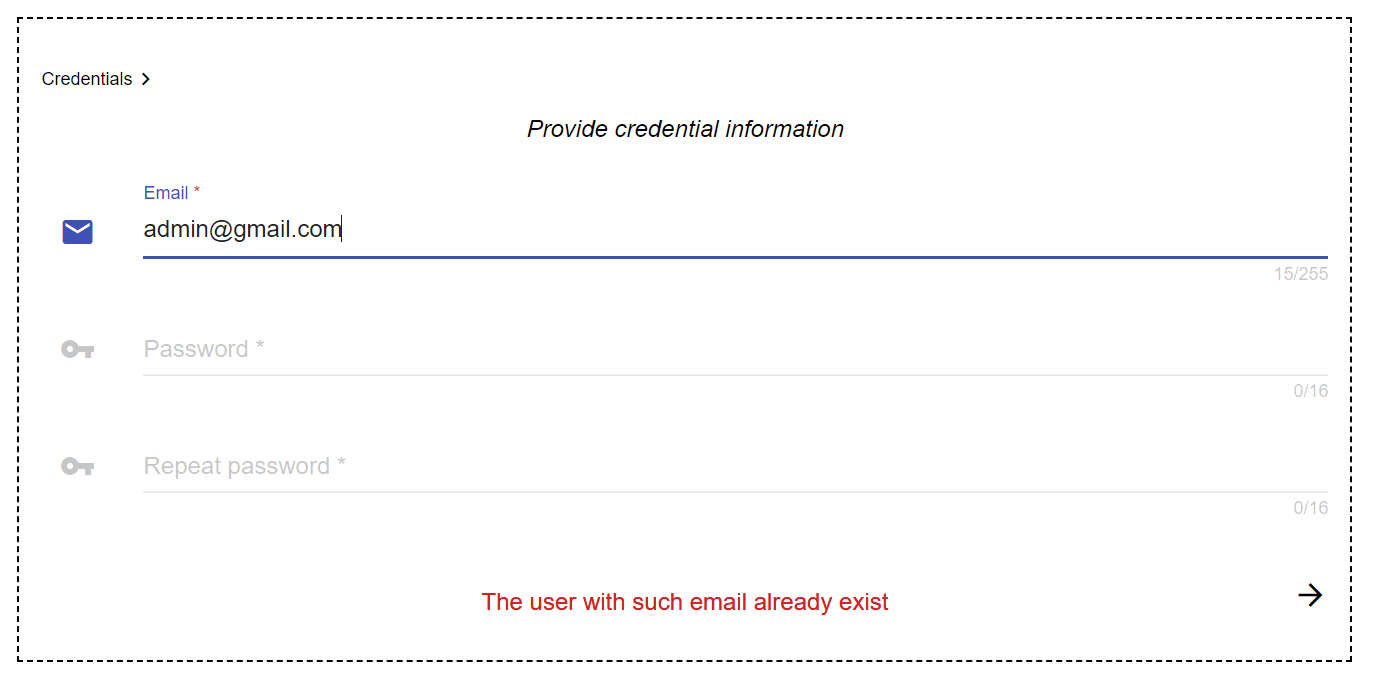 Credentials
Provide credential information
Email *
admin@gmail.com
15/255
Password *
0/16
Repeat password *
0/16
The user with such email already exist